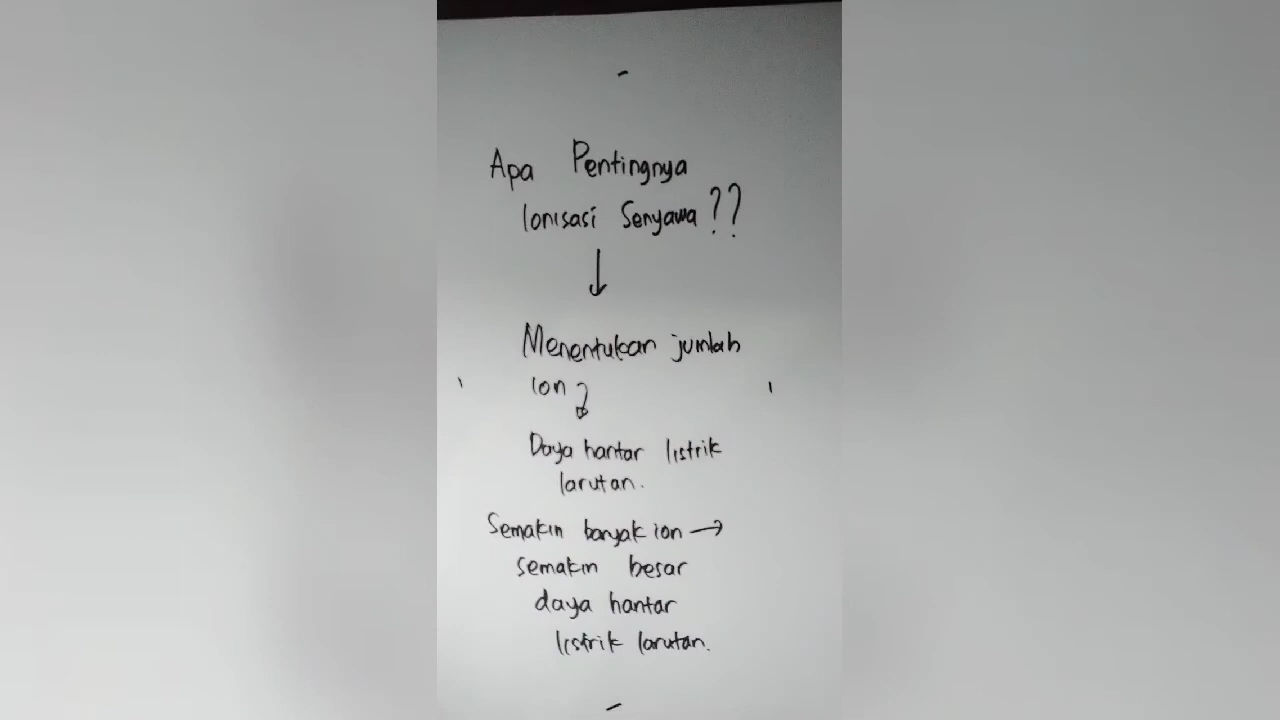 Apa Pentingnya
Ionisasi Senyawa??
↓
Menentukan jumlah
ion
Daya hantar listrik
larutan.
Semakin banyak ion →
semakin besar
daya hantar
listrik larutan.